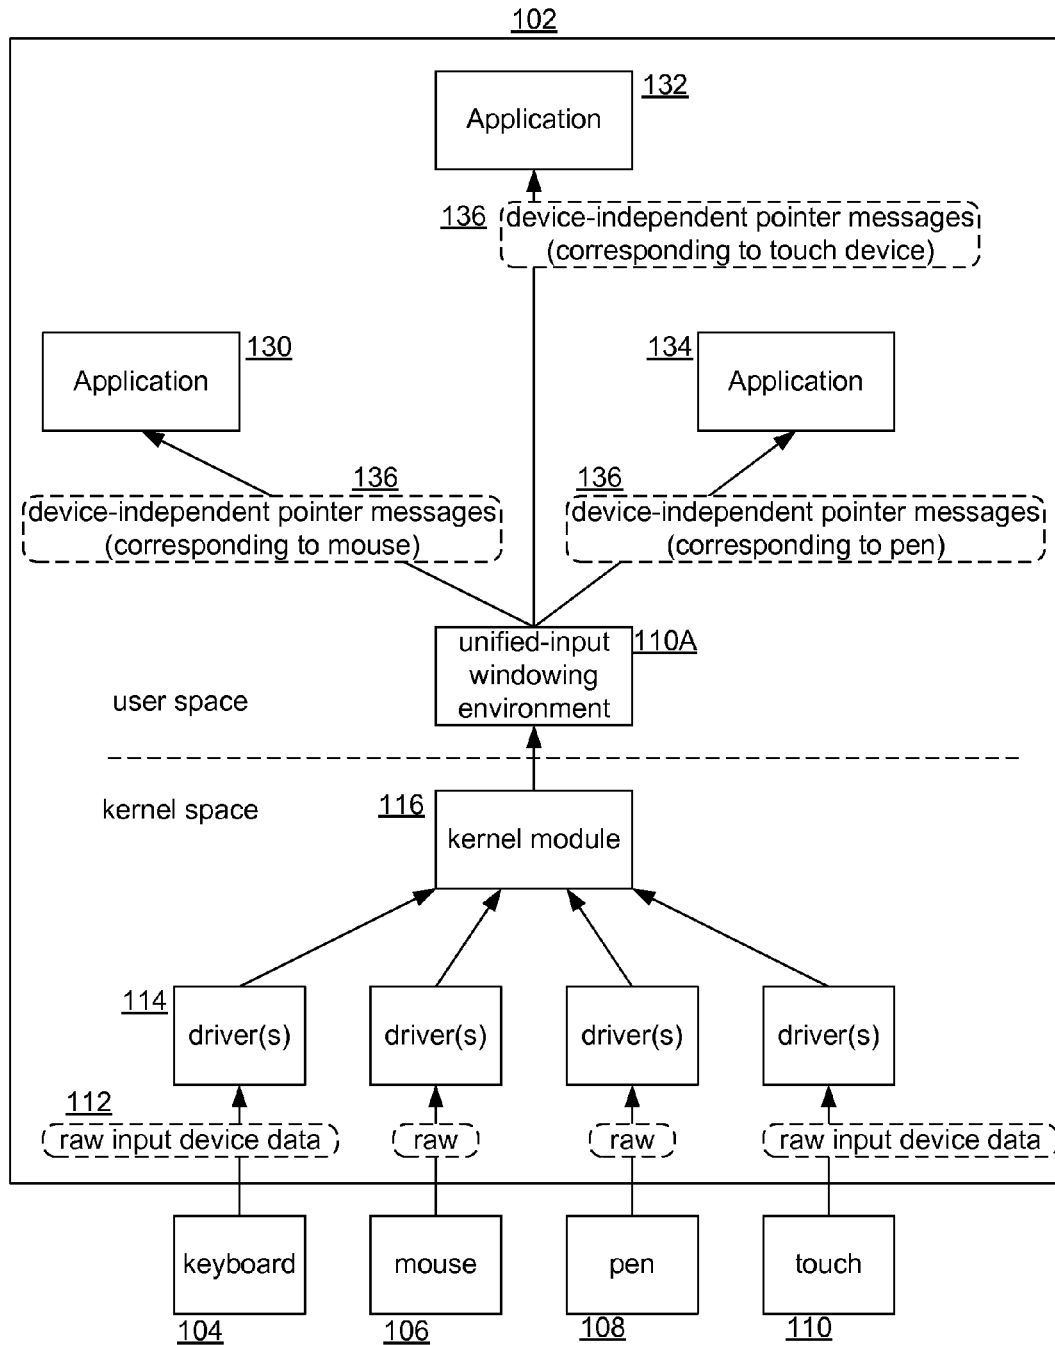 102
132
Application
136
device-independent pointer messages
(corresponding to touch device)
130
Application
134
Application
136
device-independent pointer messages
(corresponding to mouse)
136
device-independent pointer messages
(corresponding to pen)
unified-input
windowing
environment
110A
user space
kernel space
116
kernel module
114
driver(s)
driver(s)
driver(s)
driver(s)
112
raw input device data
raw
raw
raw input device data
keyboard
mouse
pen
touch
104
106
108
110